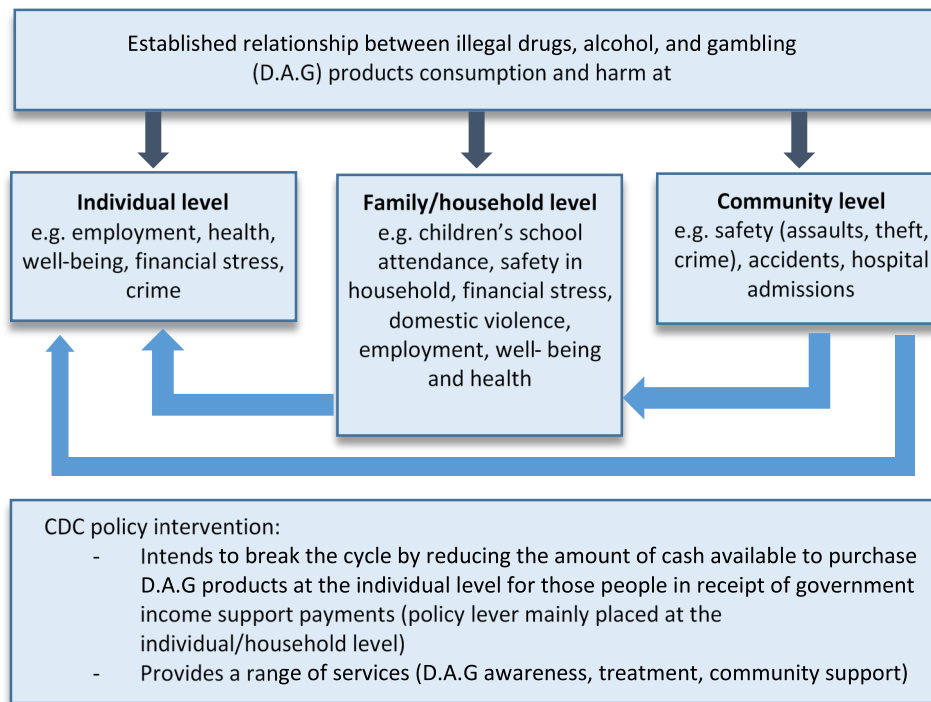 Established relationship between illegal drugs, alcohol, and gambling
(D.A.G) products consumption and harm at
Individual level
e.g. employment, health,
well-being, financial stress,
crime
Family/household level
e.g. children’s school
attendance, safety in
household, financial stress,
domestic violence,
employment, well- being
and health
Community level
e.g. safety (assaults, theft,
crime), accidents, hospital
admissions
CDC policy intervention:
- Intends to break the cycle by reducing the amount of cash available to purchase
D.A.G products at the individual level for those people in receipt of government
income support payments (policy lever mainly placed at the
individual/household level)
- Provides a range of services (D.A.G awareness, treatment, community support)